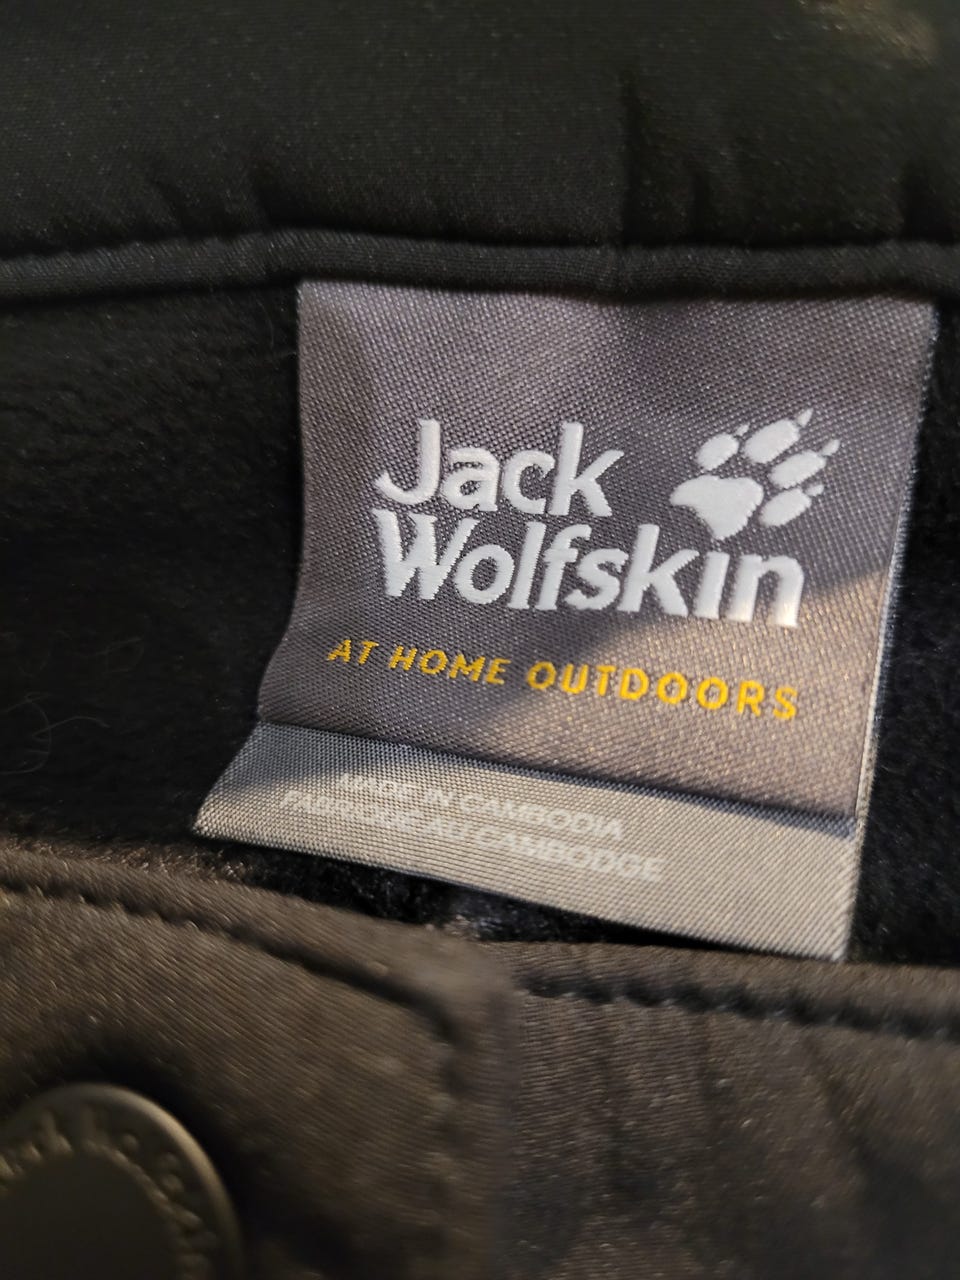 Jack
Wolfskin
AT HOME OUTDOORS
MADE IN CAMBODIA
FABRIQUÉ AU CAMBODGE